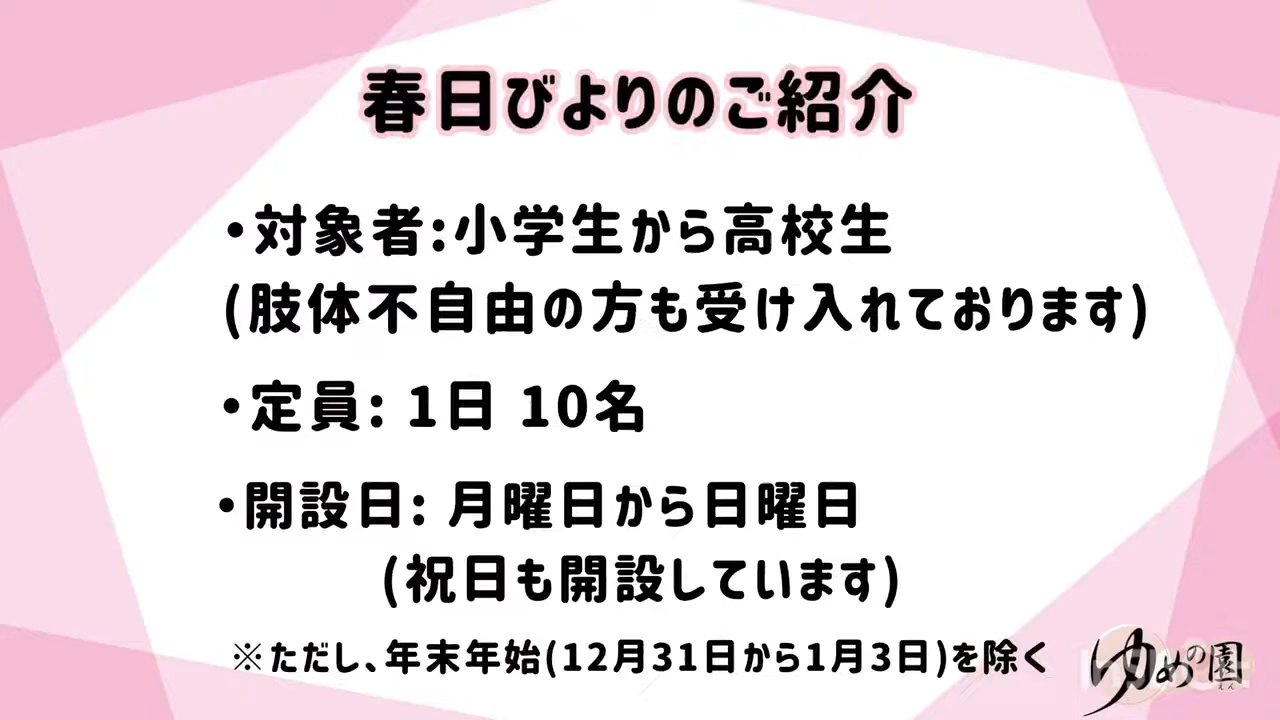 春日びよりのご紹介
•対象者:小学生から高校生
(肢体不自由の方も受け入れております)
•定員: 1日 10名
•開設日: 月曜日から日曜日
(祝日も開設しています)
※ただし、年末年始(12月31日から1月3日)を除く
ゆめの園
えん